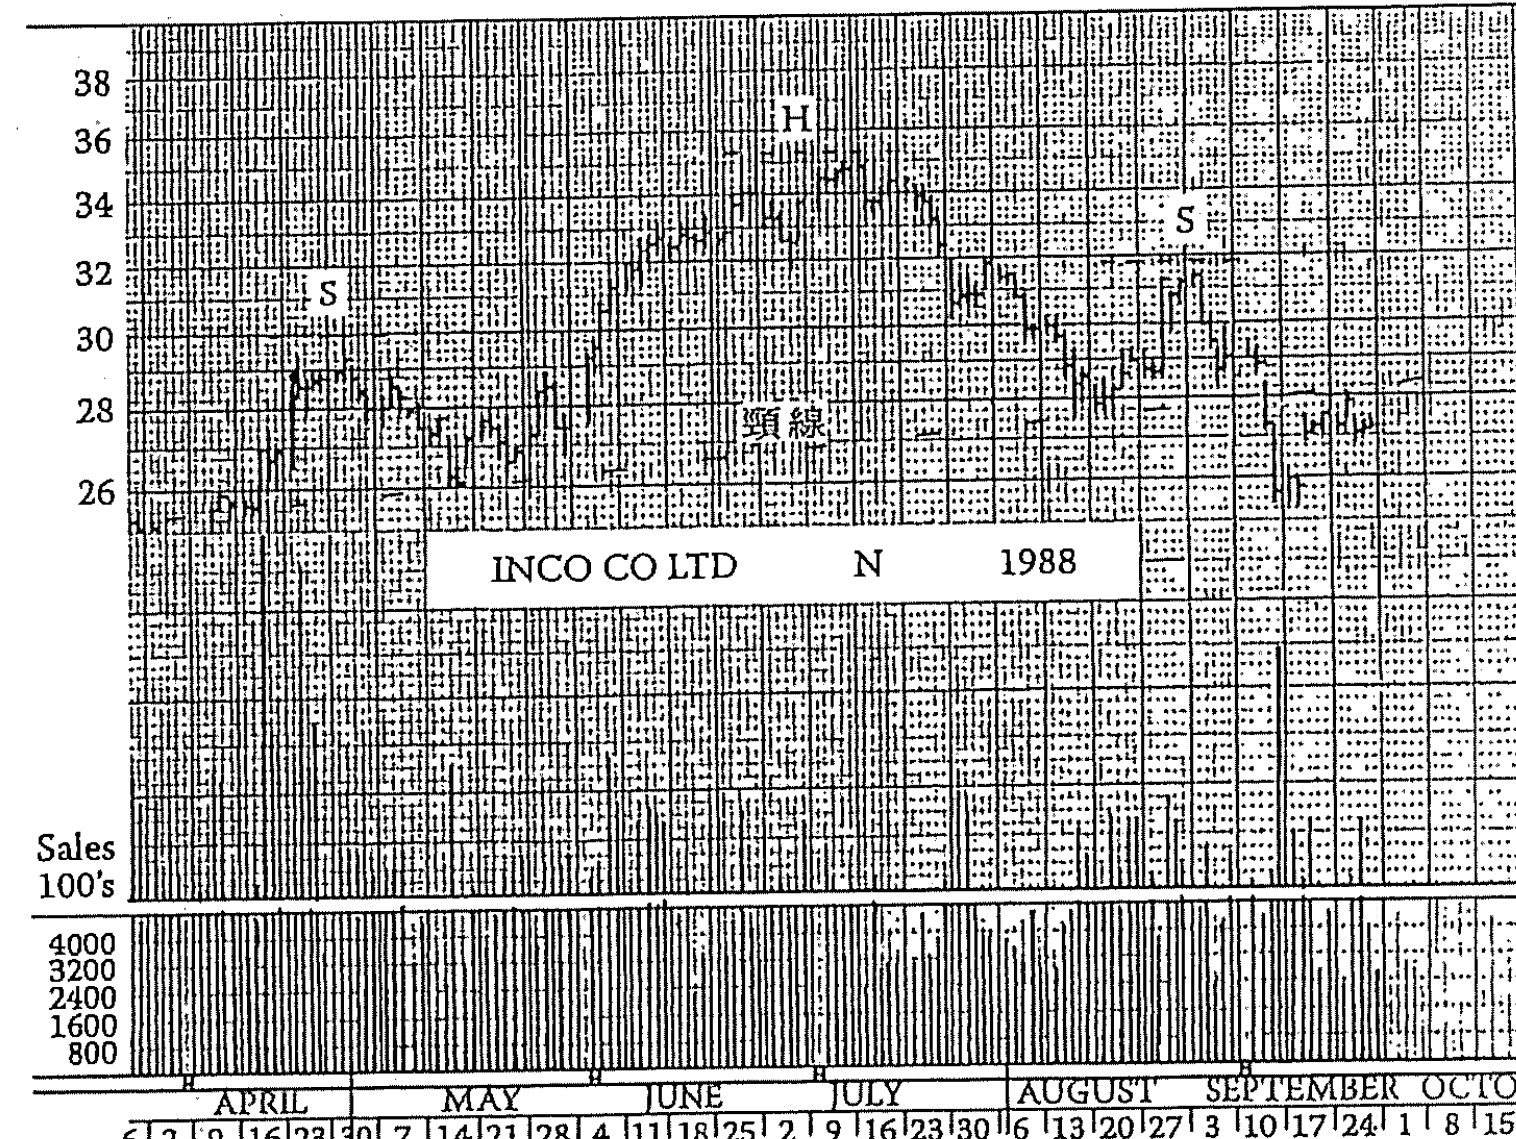 38
H
36
34
S
32
S
30
28
頸線
26
INCO CO LTD N 1988
Sales
100's
4000
3200
2400
1600
800
H H H H
APRIL MAY JUNE JULY AUGUST SEPTEMBER OCTO
9 16 23 30 7 14 21 28 4 11 18 25 2 9 16 23 30 6 13 20 27 3 10 17 24 1 8 15